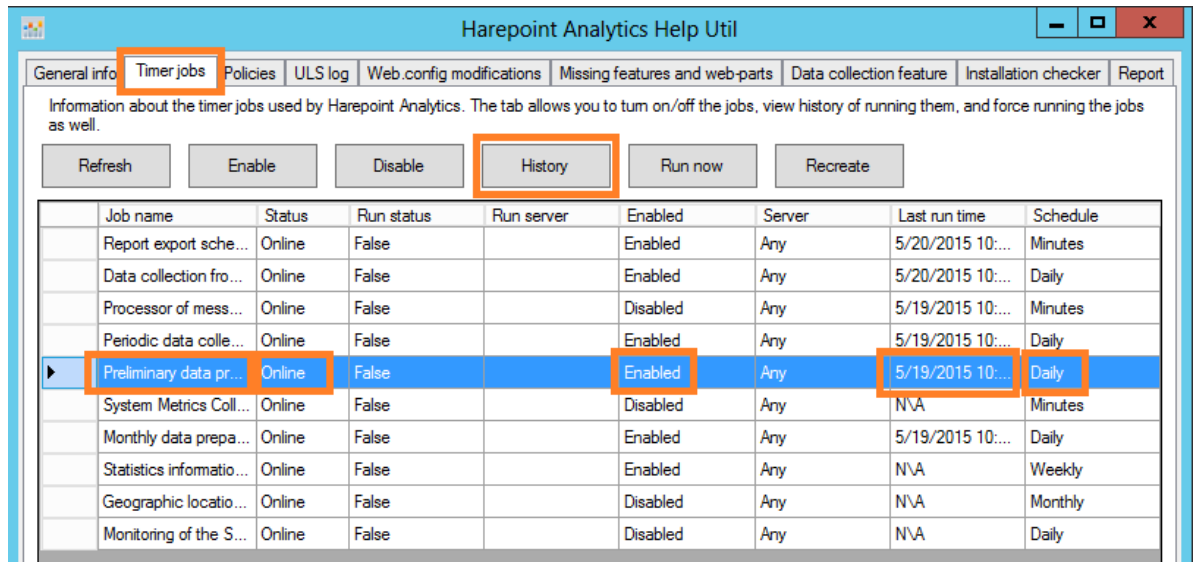 Harepoint Analytics Help Util
General info Timer jobs Policies ULS log Web.config modifications Missing features and web-parts Data collection feature Installation checker Report
Information about the timer jobs used by Harepoint Analytics. The tab allows you to turn on/off the jobs, view history of running them, and force running the jobs
as well.
Refresh Enable Disable History Run now Recreate
Job name Status Run status Run server Enabled Server Last run time Schedule
Report export sche... Online False Enabled Any 5/20/2015 10:... Minutes
Data collection fro... Online False Enabled Any 5/20/2015 10:... Daily
Processor of mess... Online False Disabled Any 5/19/2015 10:... Minutes
Periodic data colle... Online False Enabled Any 5/19/2015 10:... Daily
Preliminary data pr... Online False Enabled Any 5/19/2015 10:... Daily
System Metrics Coll... Online False Disabled Any N\A Minutes
Monthly data prepa... Online False Enabled Any 5/19/2015 10:... Daily
Statistics informatio... Online False Enabled Any N\A Weekly
Geographic locatio... Online False Disabled Any N\A Monthly
Monitoring of the S... Online False Disabled Any N\A Daily